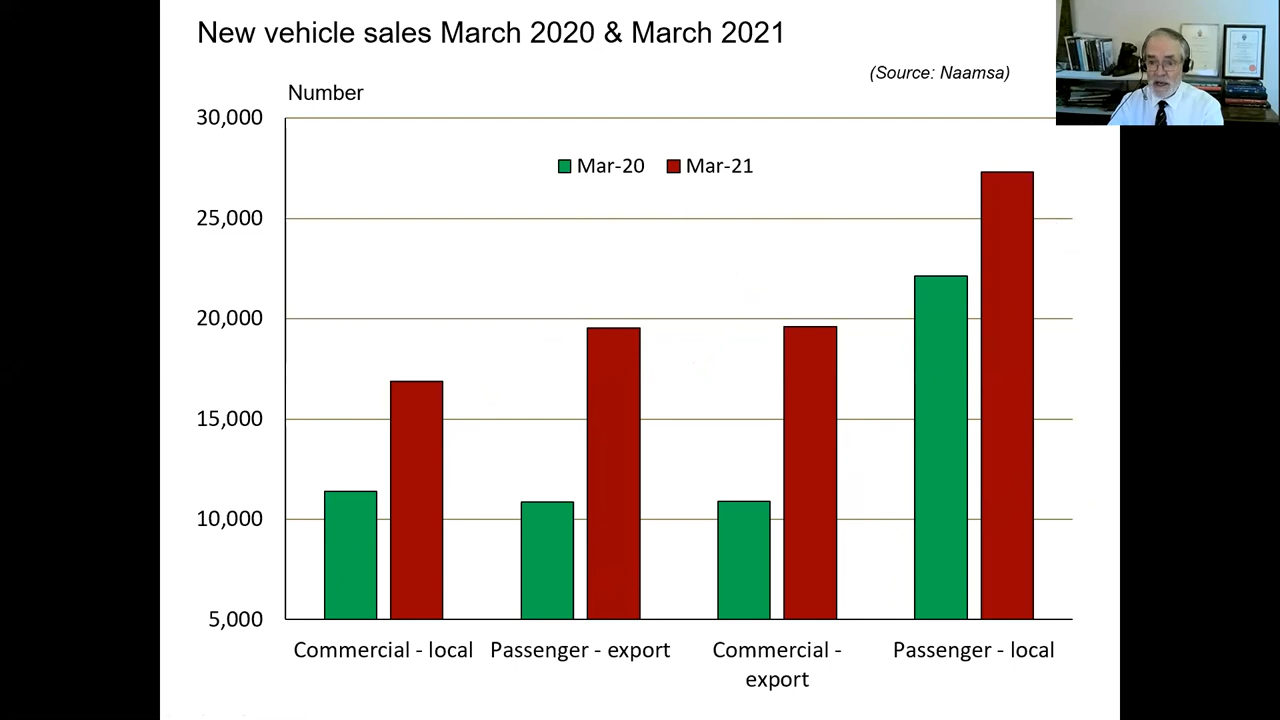 New vehicle sales March 2020 & March 2021
(Source: Naamsa)
Number
30,000
Mar-20 Mar-21
25,000
20,000
15,000
10,000
5,000
Commercial - local Passenger - export Commercial - Passenger - local
export